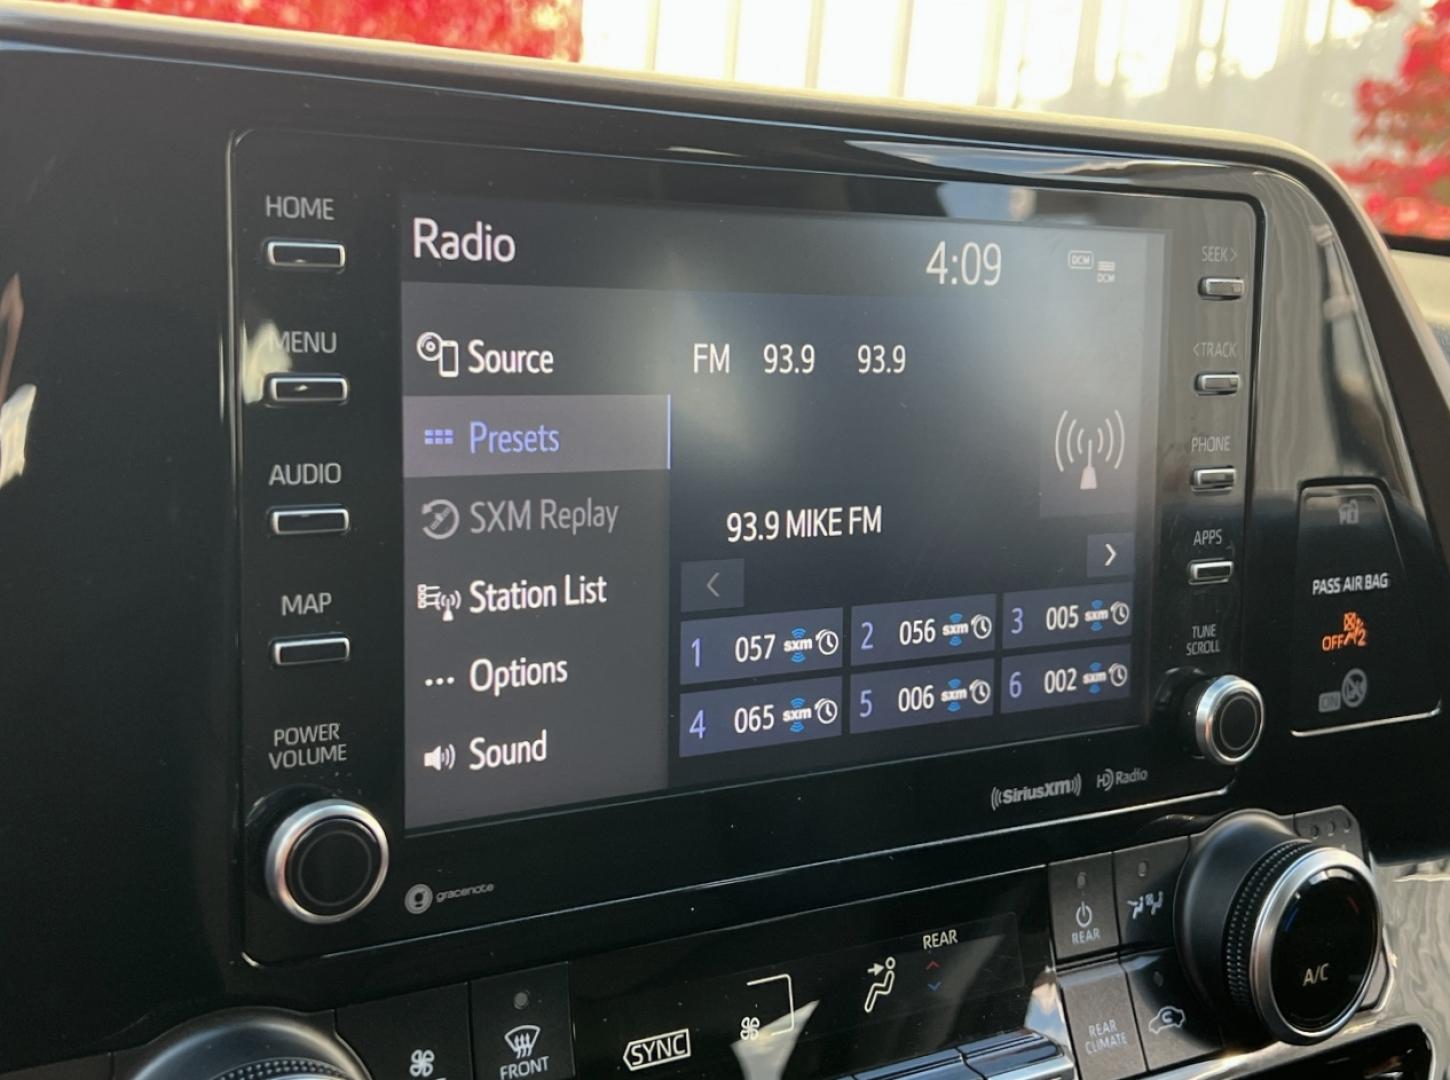 HOME
MENU
AUDIO
MAP
POWER
VOLUME
Radio
4:09
DCM
DCM
Source
Presets
SXM Replay
Station List
Options
Sound
FM 93.9 93.9
93.9 MIKE FM
<
>
1 057 sxm
2 056 sxm
3 005 sxm
4 065 sxm
5 006 sxm
6 002 sxm
SEEK >
< TRACK
PHONE
APPS
TUNE
SCROLL
((SiriusXM))
HD Radio
gracenote
PASS AIR BAG
OFF 2
ON
REAR
REAR
A/C
REAR
CLIMATE
SYNC
FRONT